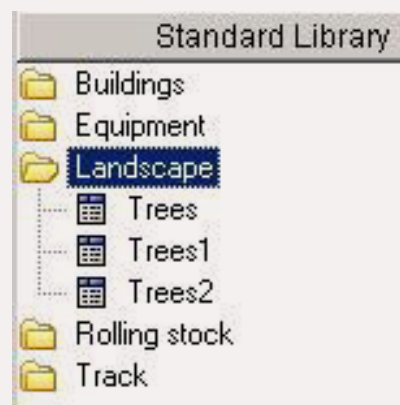 Standard Library
Buildings
Equipment
Landscape
Trees
Trees1
Trees2
Rolling stock
Track